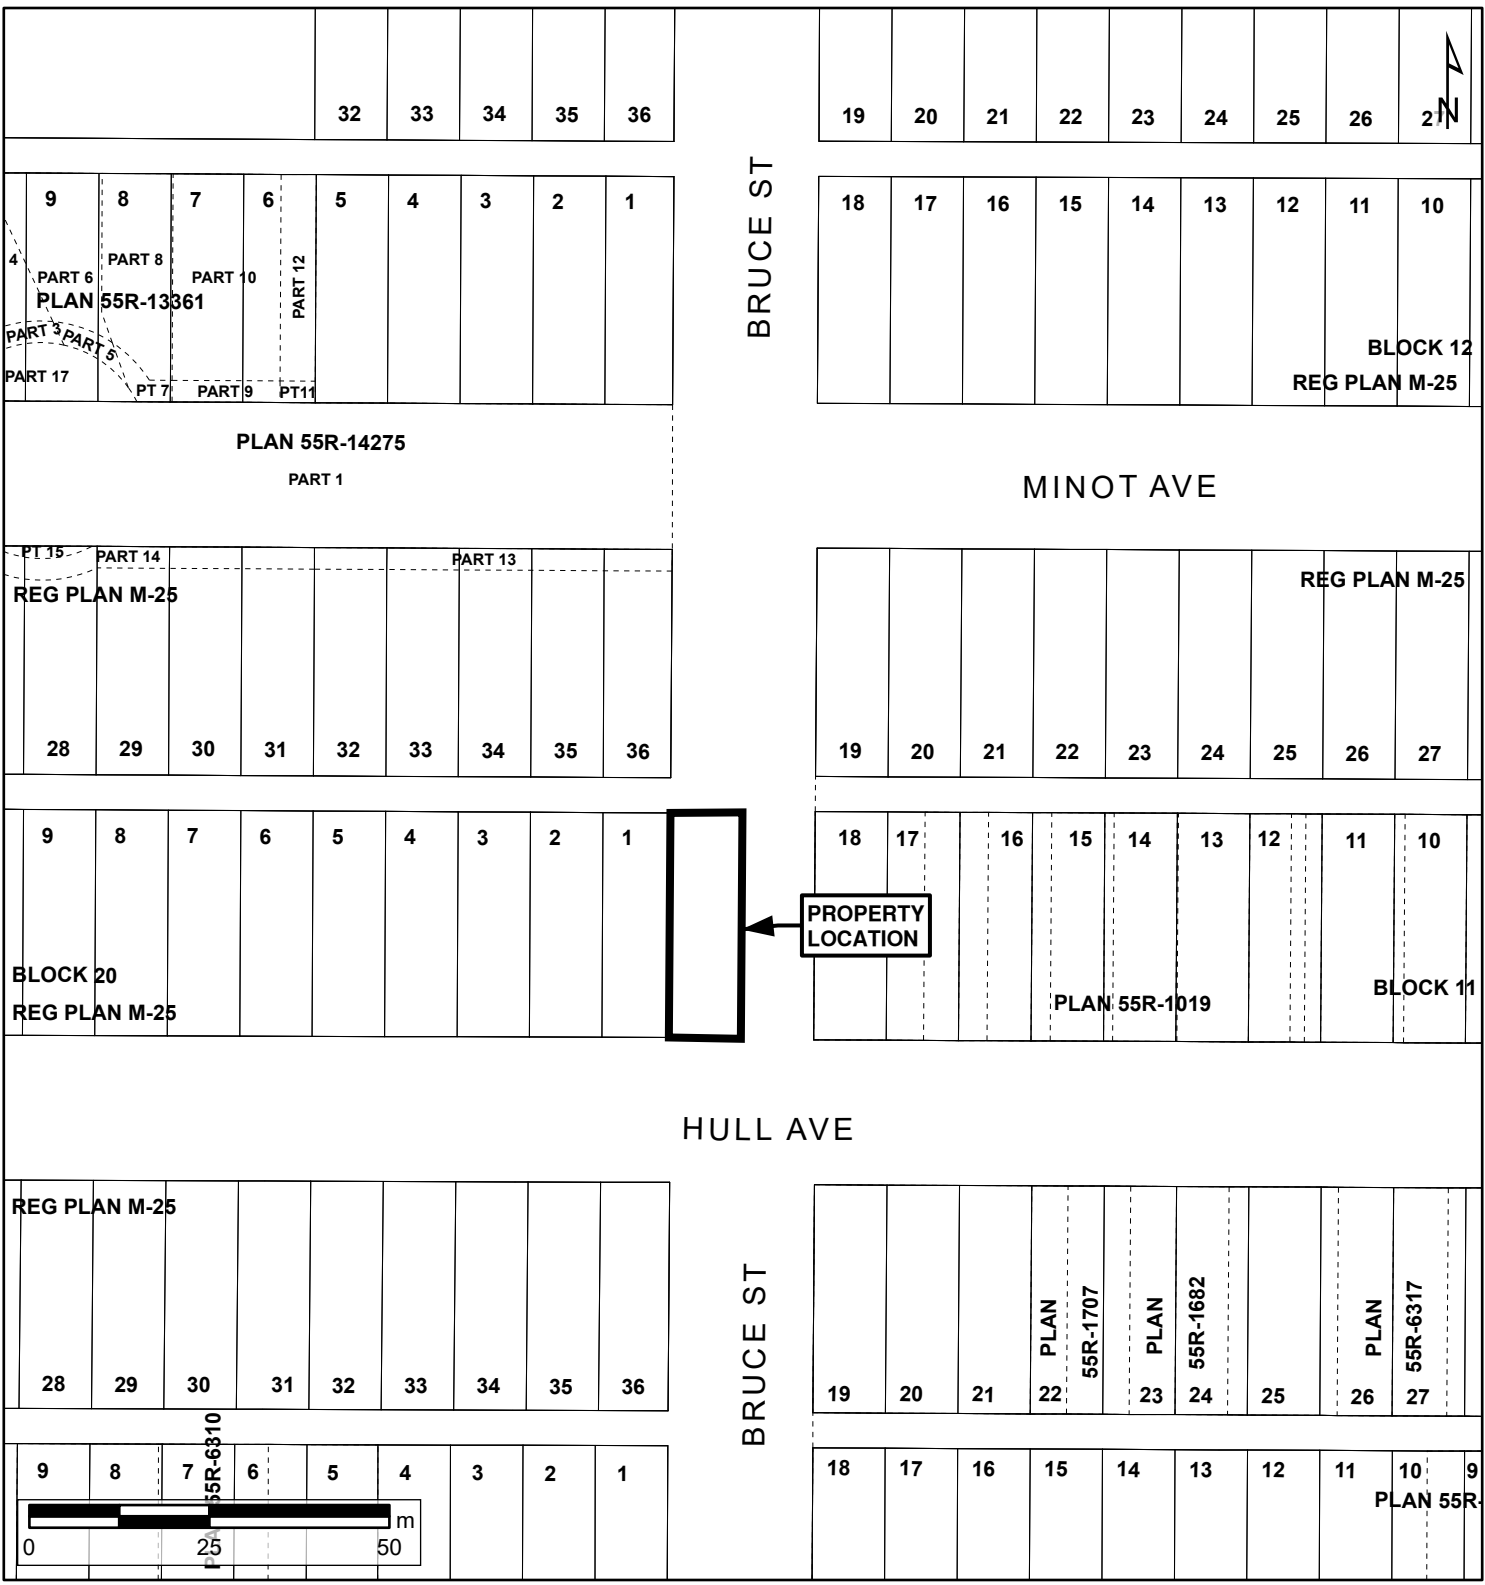 32 33 34 35 36
19 20 21 22 23 24 25 26 27
N
9 8 7 6 5 4 3 2 1
BRUCE ST
18 17 16 15 14 13 12 11 10
4
PART 6
PART 8
PART 10
PART 12
PLAN 55R-13361
PART 3
PART 5
PART 17
PT 7
PART 9
PT11
BLOCK 12
REG PLAN M-25
PLAN 55R-14275
PART 1
MINOT AVE
PT 15
PART 14
PART 13
REG PLAN M-25
REG PLAN M-25
28 29 30 31 32 33 34 35 36
19 20 21 22 23 24 25 26 27
9 8 7 6 5 4 3 2 1
18 17 16 15 14 13 12 11 10
PROPERTY
LOCATION
BLOCK 20
REG PLAN M-25
PLAN 55R-1019
BLOCK 11
HULL AVE
REG PLAN M-25
BRUCE ST
PLAN
55R-1707
PLAN
55R-1682
PLAN
55R-6317
28 29 30 31 32 33 34 35 36
19 20 21 22 23 24 25 26 27
9 8 7 6 5 4 3 2 1
18 17 16 15 14 13 12 11 10 9
55R-6310
PLAN 55R-
m
0 25 50